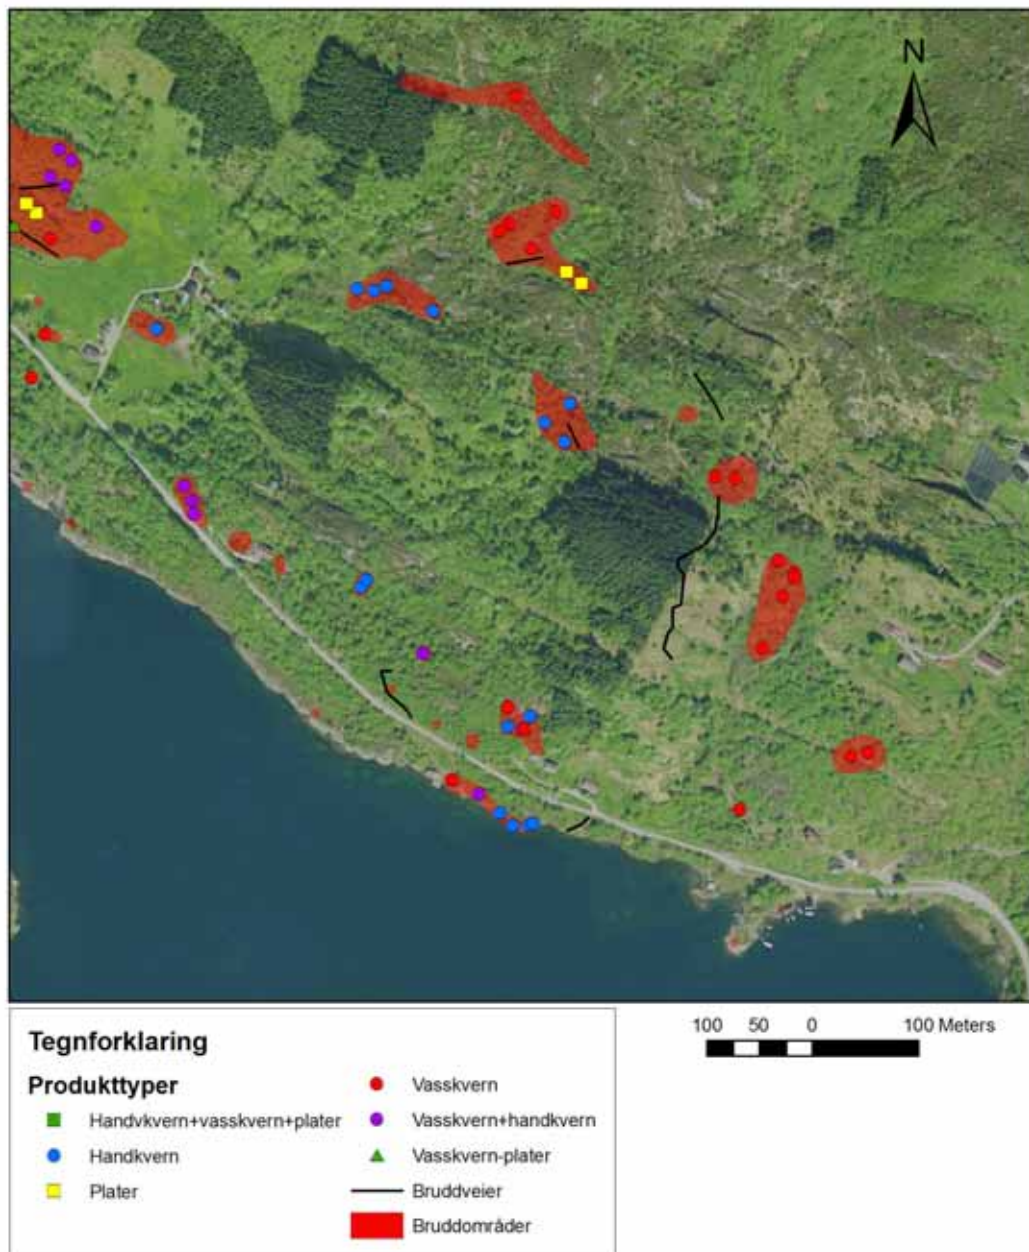 N
Tegnforklaring
Produkttyper
Handvkvern+vasskvern+plater
Handkvern
Plater
Vasskvern
Vasskvern+handkvern
Vasskvern-plater
Bruddveier
Bruddområder
100 50 0 100 Meters